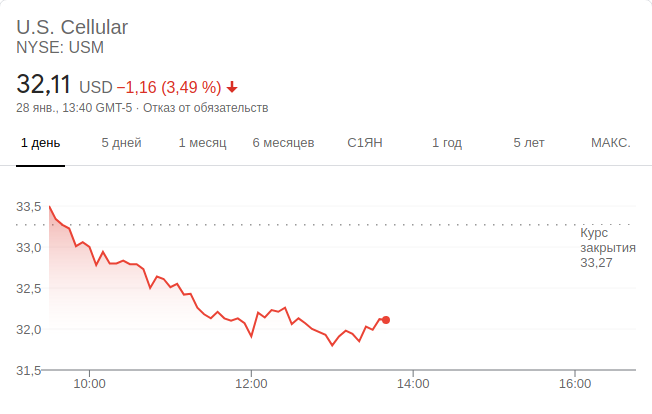 U.S. Cellular
NYSE: USM
32,11 USD −1,16 (3,49 %)
28 янв., 13:40 GMT-5 · Отказ от обязательств
1 день 5 дней 1 месяц 6 месяцев С1ЯН 1 год 5 лет МАКС.
33,5
Курс
закрытия
33,27
33,0
32,5
32,0
31,5
10:00 12:00 14:00 16:00